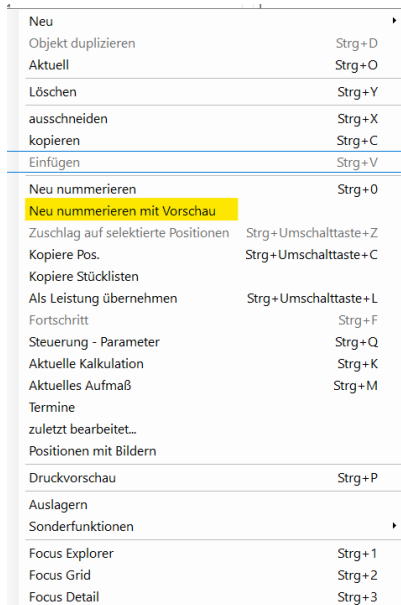 Neu
Objekt duplizieren Strg+D
Aktuell Strg+O
Löschen Strg+Y
ausschneiden Strg+X
kopieren Strg+C
Einfügen Strg+V
Neu nummerieren Strg+0
Neu nummerieren mit Vorschau
Zuschlag auf selektierte Positionen Strg+Umschalttaste+Z
Kopiere Pos. Strg+Umschalttaste+C
Kopiere Stücklisten
Als Leistung übernehmen Strg+Umschalttaste+L
Fortschritt Strg+F
Steuerung - Parameter Strg+Q
Aktuelle Kalkulation Strg+K
Aktuelles Aufmaß Strg+M
Termine
zuletzt bearbeitet...
Positionen mit Bildern
Druckvorschau Strg+P
Auslagern
Sonderfunktionen
Focus Explorer Strg+1
Focus Grid Strg+2
Focus Detail Strg+3